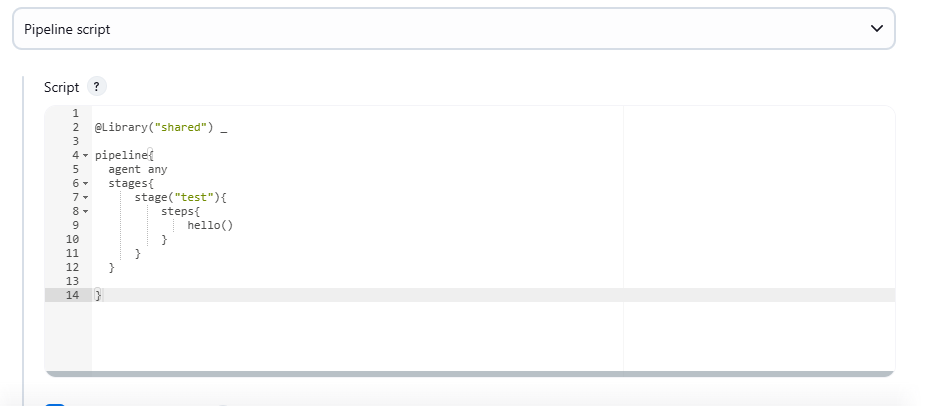 Pipeline script
Script ?
1
2 @Library("shared") _
3
4 pipeline{
5 agent any
6 stages{
7 stage("test"){
8 steps{
9 hello()
10 }
11 }
12 }
13
14 }